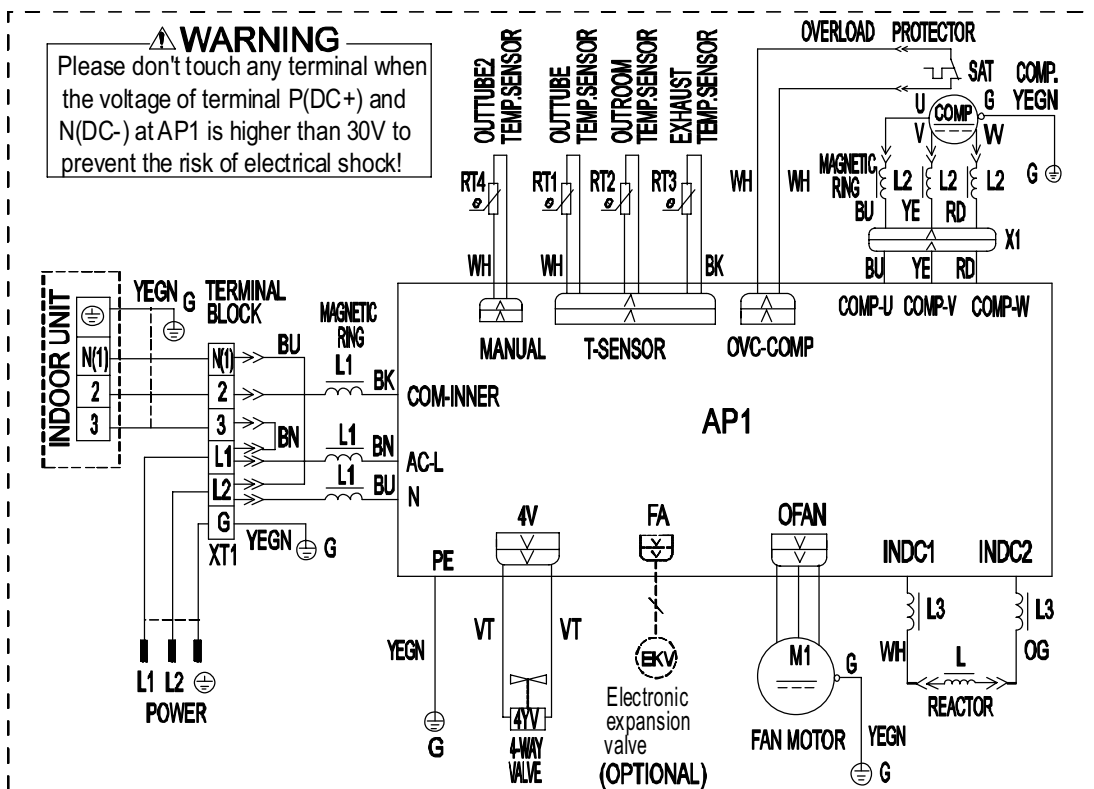 WARNING
Please don't touch any terminal when
the voltage of terminal P(DC+) and
N(DC-) at AP1 is higher than 30V to
prevent the risk of electrical shock!
OUTTUBE2
TEMP.SENSOR
OUTTUBE
TEMP.SENSOR
OUTROOM
TEMP.SENSOR
EXHAUST
TEMP.SENSOR
OVERLOAD PROTECTOR
SAT
COMP.
YEGN
U
COMP
G
V
W
RT4
RT1
RT2
RT3
WH
WH
MAGNETIC
RING
L2
L2
L2
G
BU
YE
RD
X1
WH
WH
BK
BU
YE
RD
COMP-U
COMP-V
COMP-W
MANUAL
T-SENSOR
OVC-COMP
INDOOR UNIT
N(1)
2
3
YEGN
G
TERMINAL
BLOCK
N(1)
2
3
L1
L2
G
XT1
BU
BN
MAGNETIC
RING
L1
BK
COM-INNER
L1
BN
AC-L
L1
BU
N
YEGN
G
AP1
L1
L2
POWER
PE
YEGN
G
4V
VT
VT
4YV
4-WAY
VALVE
FA
EKV
Electronic
expansion
valve
(OPTIONAL)
OFAN
M1
G
FAN MOTOR
YEGN
G
INDC1
INDC2
L3
L3
WH
L
OG
REACTOR